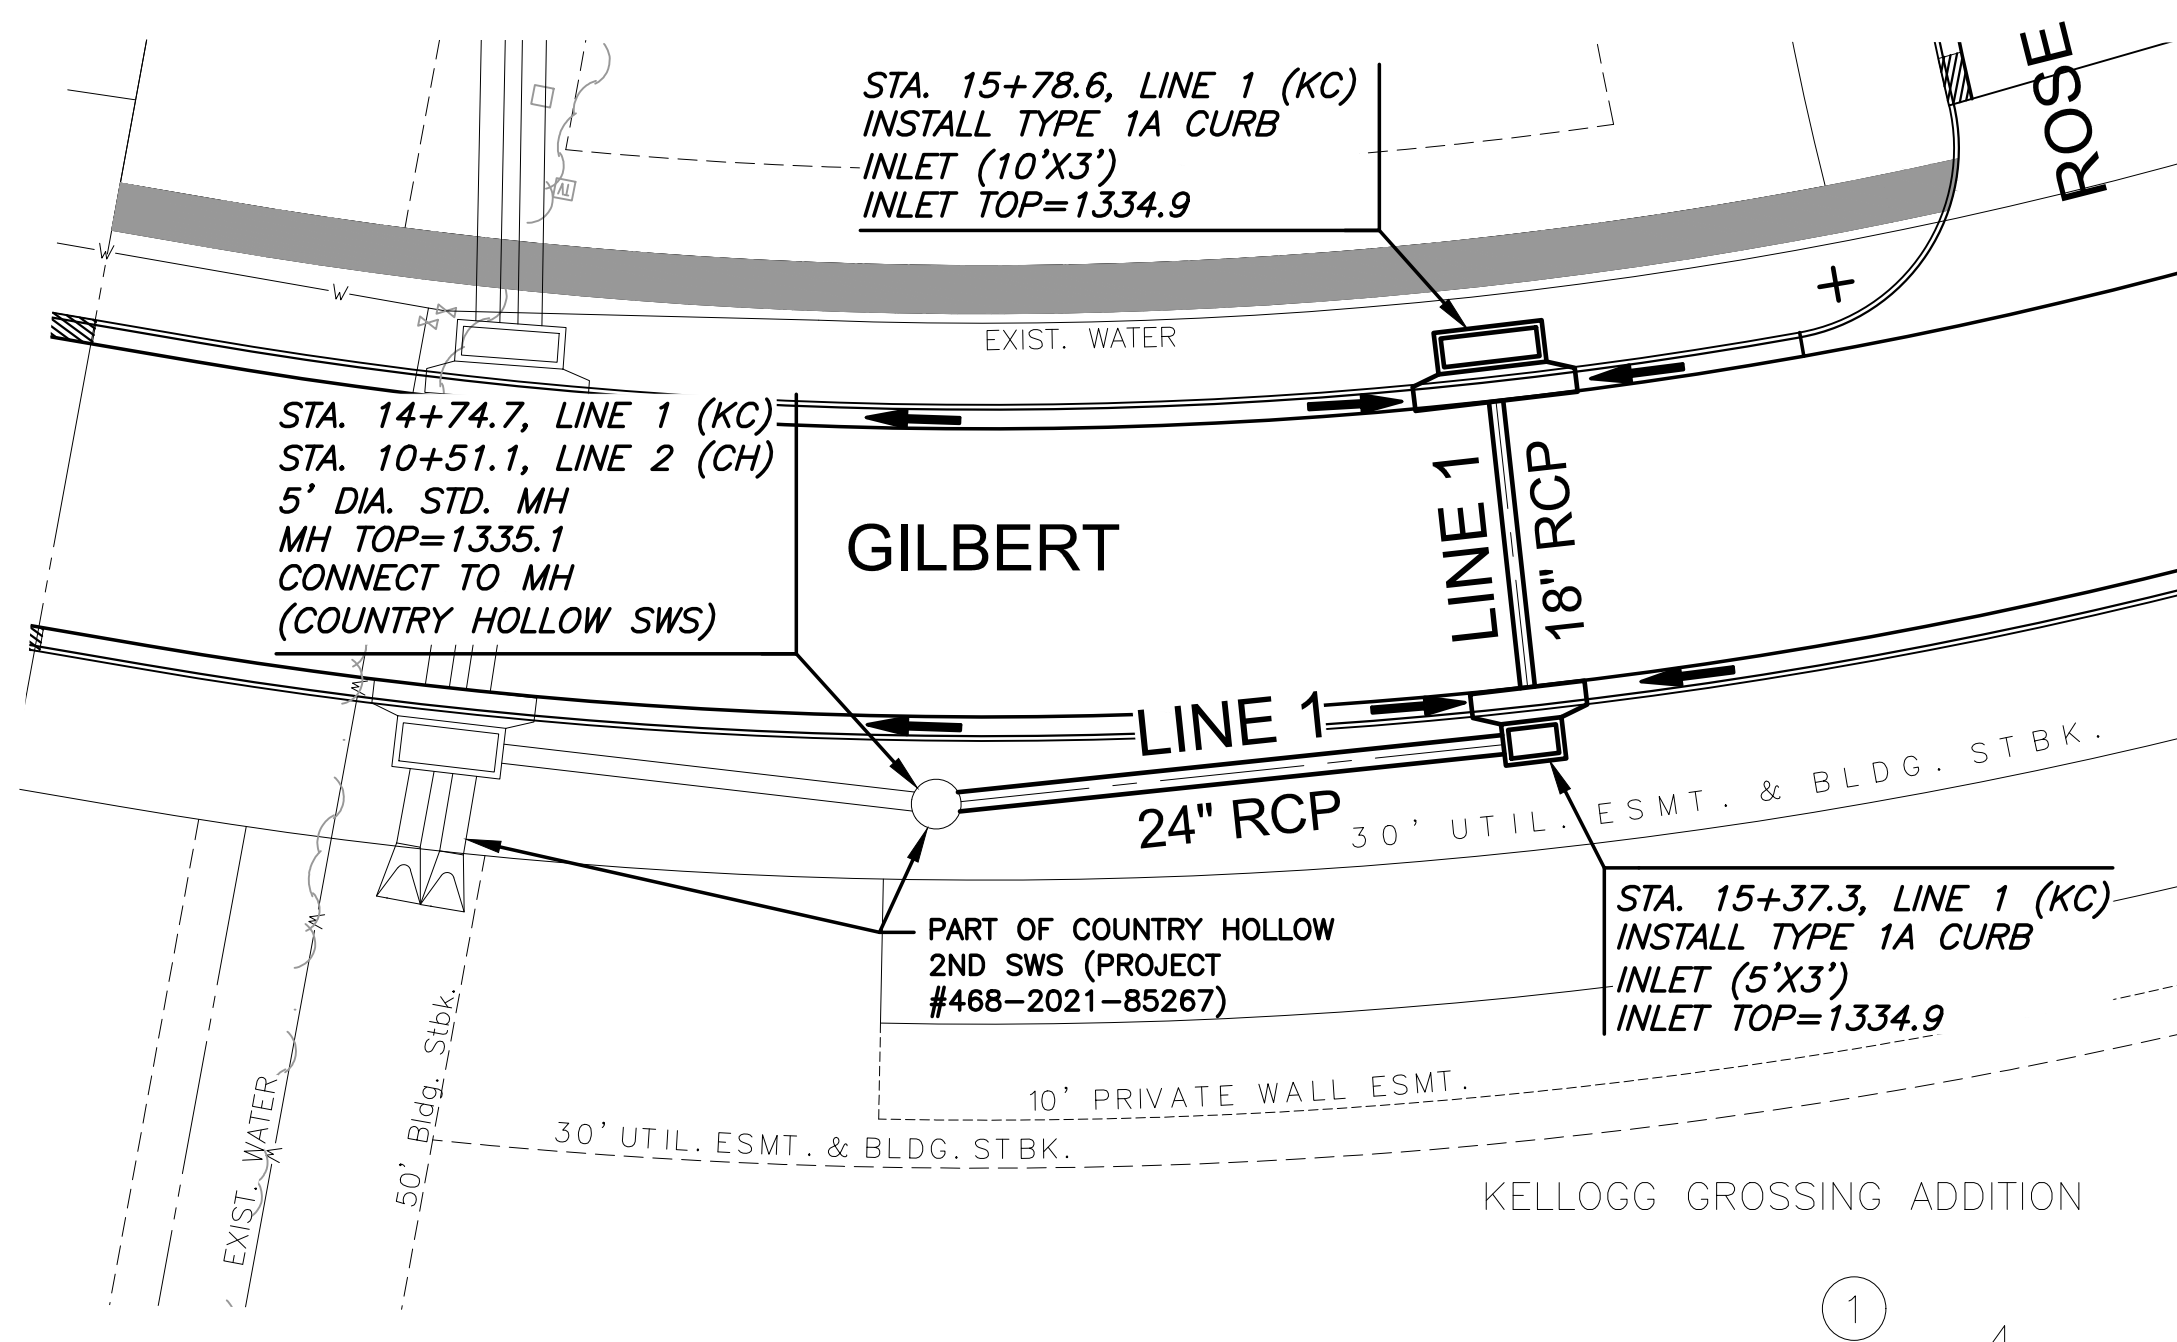 STA. 15+78.6, LINE 1 (KC)
INSTALL TYPE 1A CURB
INLET (10'X3')
INLET TOP=1334.9
ROSE
W
W
TV
EXIST. WATER
STA. 14+74.7, LINE 1 (KC)
STA. 10+51.1, LINE 2 (CH)
5' DIA. STD. MH
MH TOP=1335.1
CONNECT TO MH
(COUNTRY HOLLOW SWS)
GILBERT
LINE 1
18" RCP
W
LINE 1
24" RCP
30' UTIL. ESMT. & BLDG. STBK.
STA. 15+37.3, LINE 1 (KC)
INSTALL TYPE 1A CURB
INLET (5'X3')
INLET TOP=1334.9
PART OF COUNTRY HOLLOW
2ND SWS (PROJECT
#468-2021-85267)
W
50' Bldg. Stbk.
EXIST. WATER
W
10' PRIVATE WALL ESMT.
30' UTIL. ESMT. & BLDG. STBK.
KELLOGG GROSSING ADDITION
1